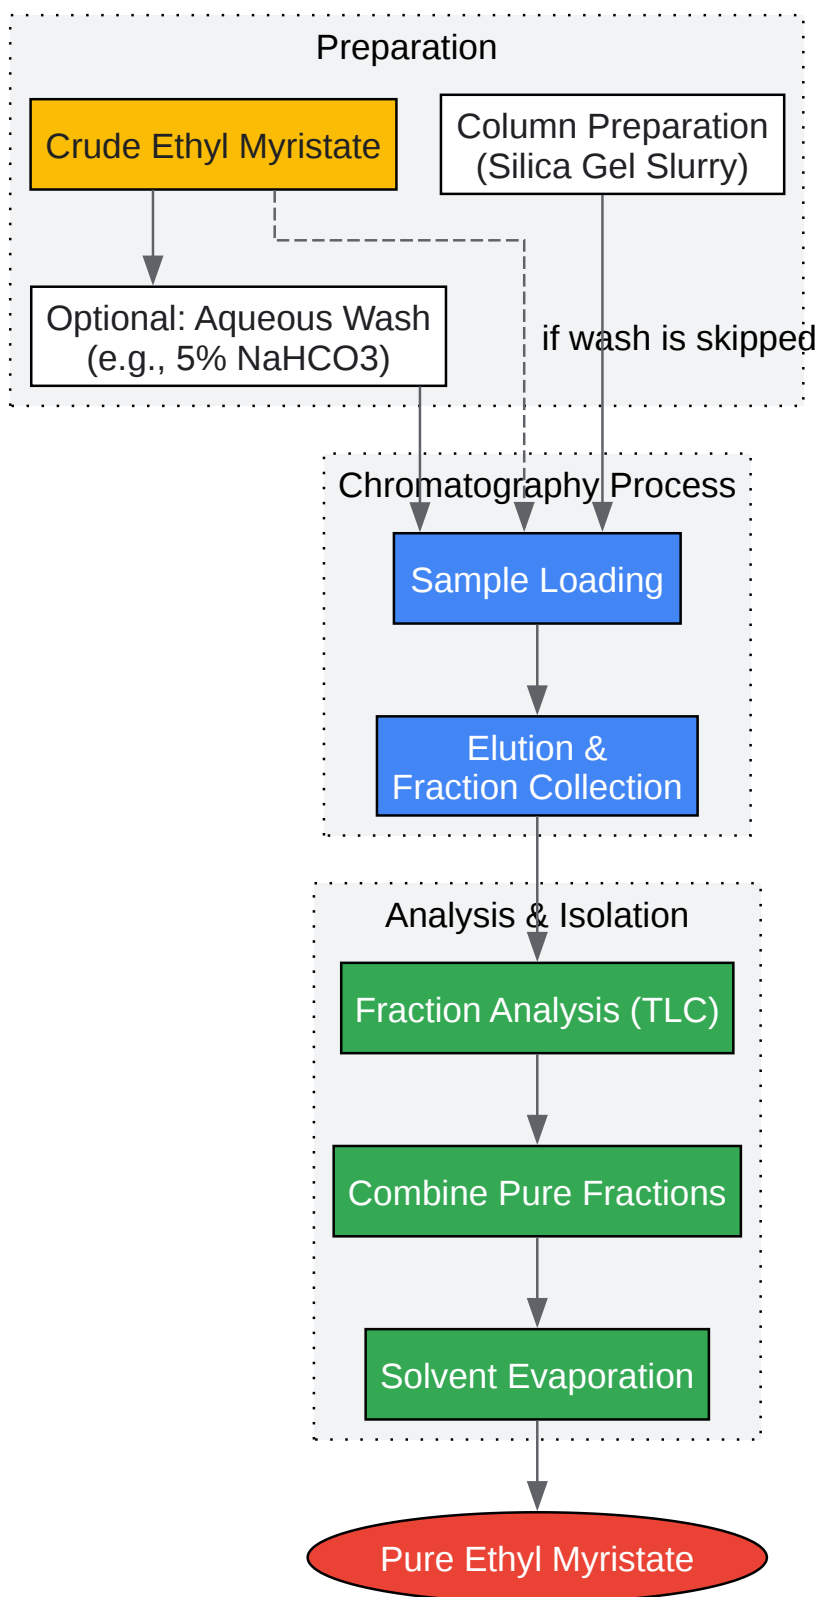 Preparation
Crude Ethyl Myristate
Column Preparation
(Silica Gel Slurry)
Optional: Aqueous Wash
(e.g., 5% NaHCO3)
if wash is skipped
Chromatography Process
Sample Loading
Elution &
Fraction Collection
Analysis & Isolation
Fraction Analysis (TLC)
Combine Pure Fractions
Solvent Evaporation
Pure Ethyl Myristate